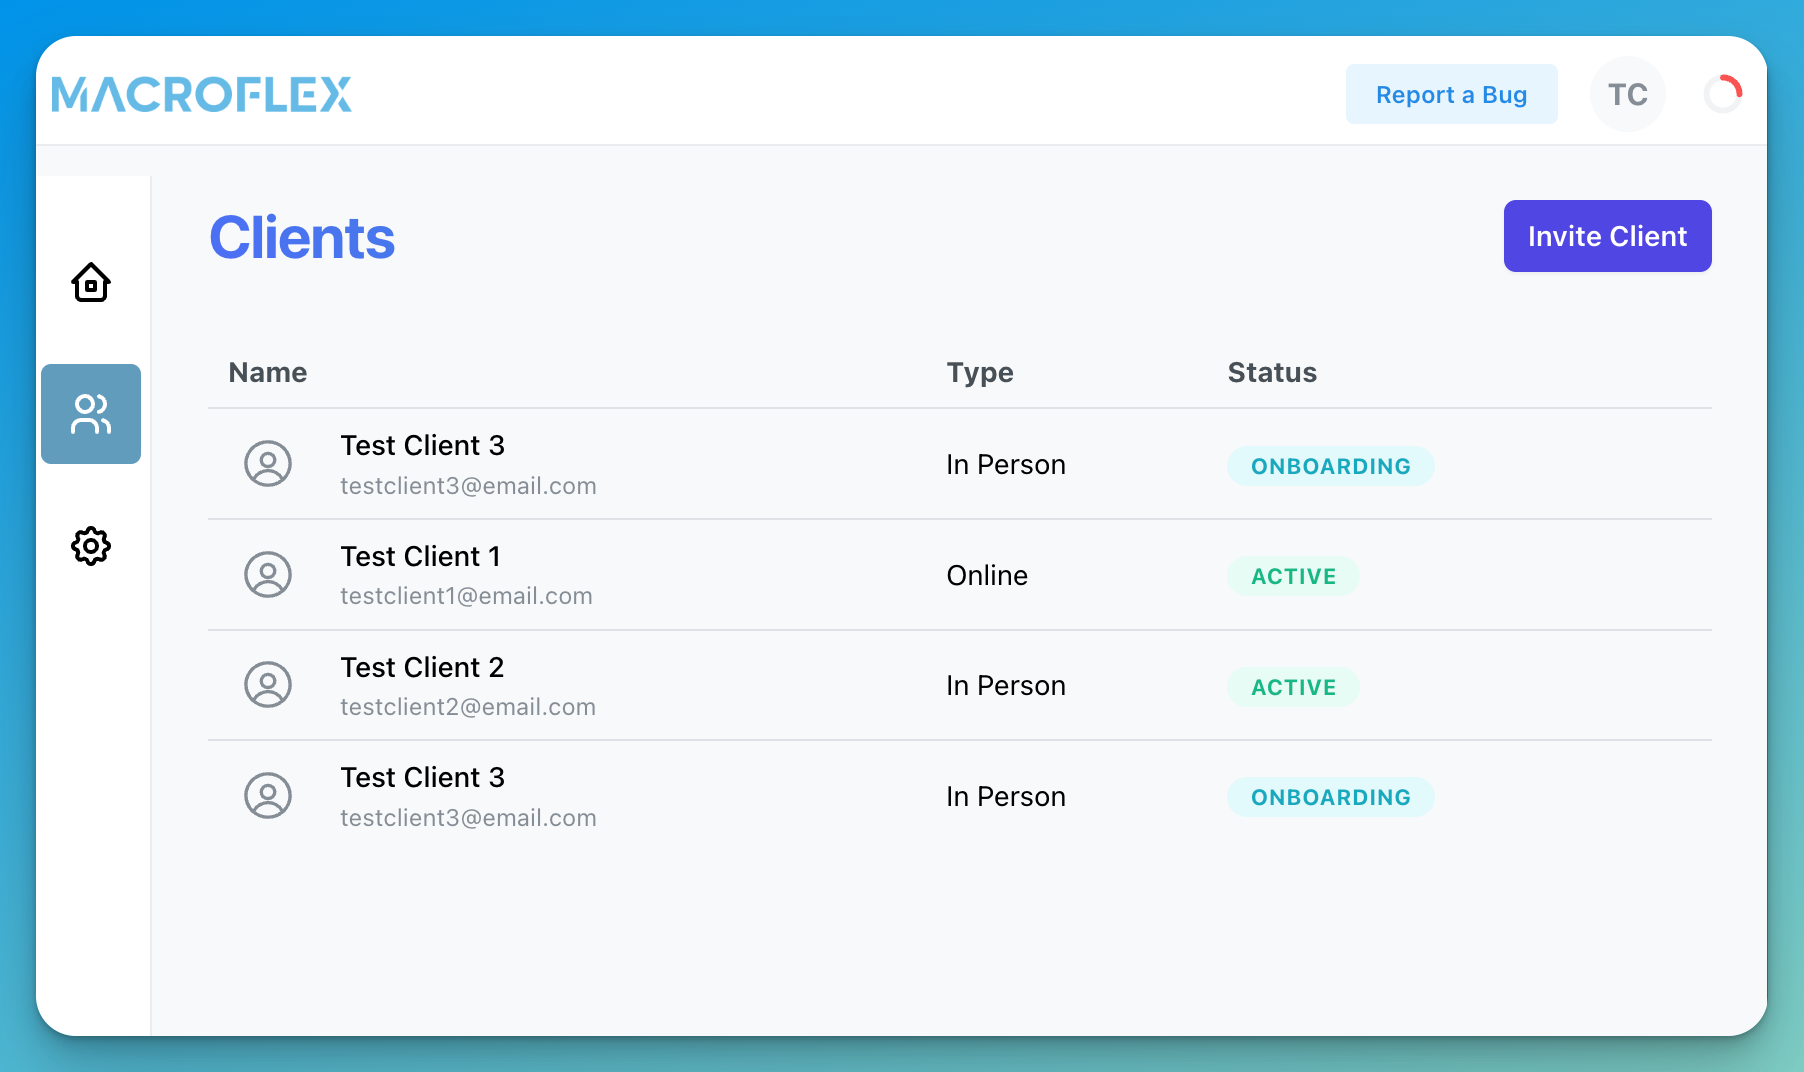 MACROFLEX
Report a Bug
TC
Clients
Invite Client
Name Type Status
Test Client 3
testclient3@email.com
In Person
ONBOARDING
Test Client 1
testclient1@email.com
Online
ACTIVE
Test Client 2
testclient2@email.com
In Person
ACTIVE
Test Client 3
testclient3@email.com
In Person
ONBOARDING